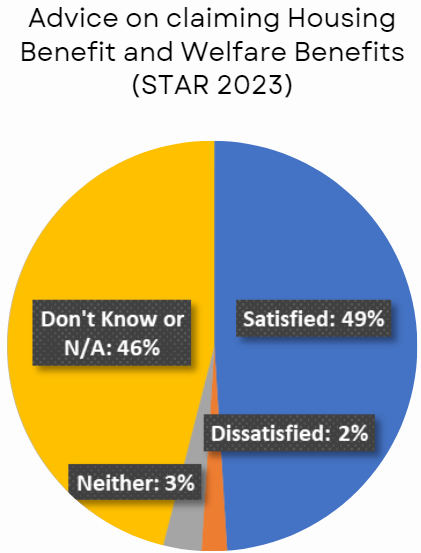 Advice on claiming Housing
Benefit and Welfare Benefits
(STAR 2023)
Don't Know or
N/A: 46%
Satisfied: 49%
Dissatisfied: 2%
Neither: 3%